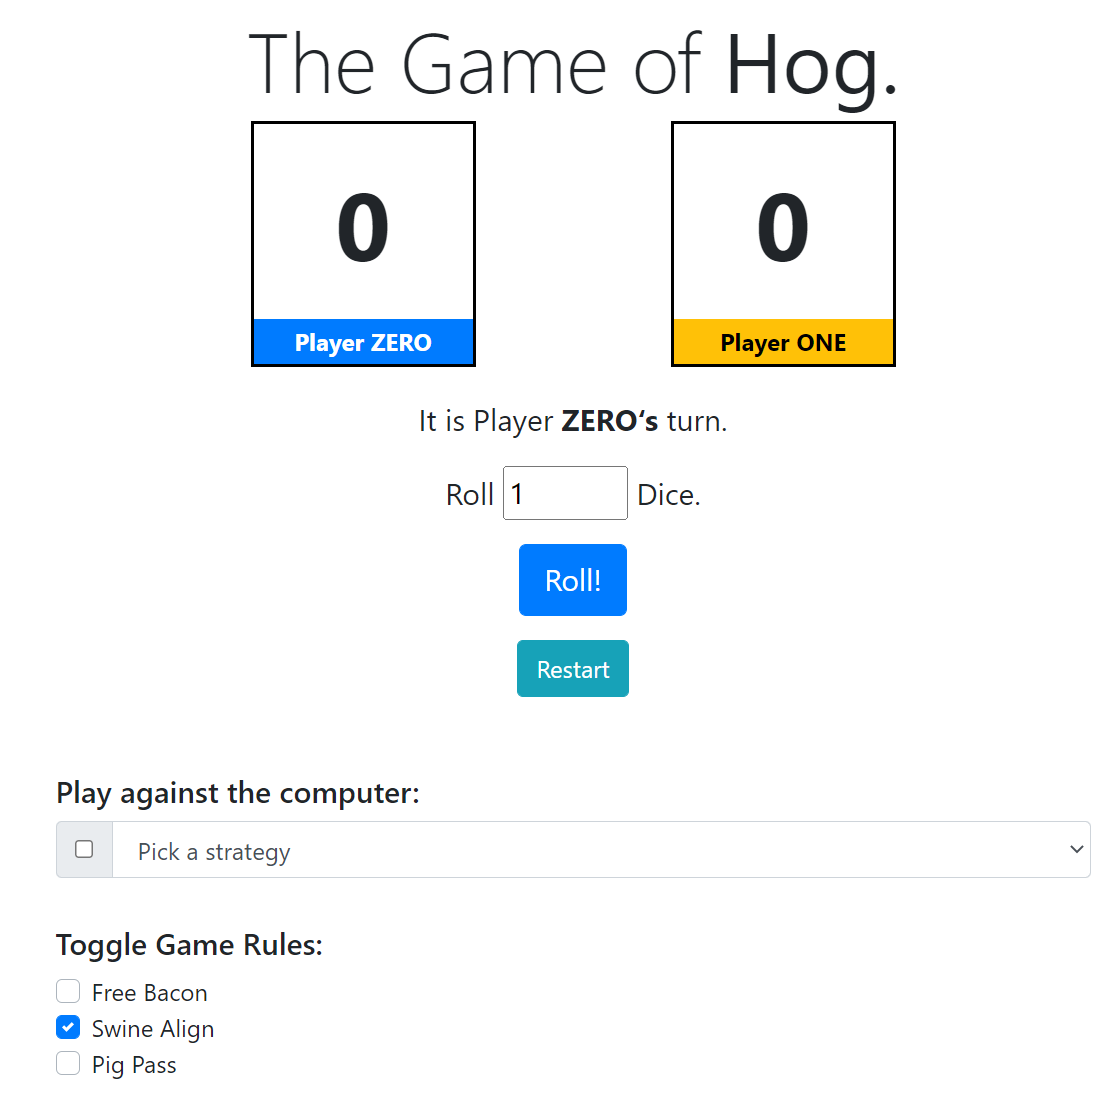 The Game of Hog.
0 0
Player ZERO Player ONE
It is Player ZERO‘s turn.
Roll 1 Dice.
Roll!
Restart
Play against the computer:
Pick a strategy
Toggle Game Rules:
Free Bacon
Swine Align
Pig Pass